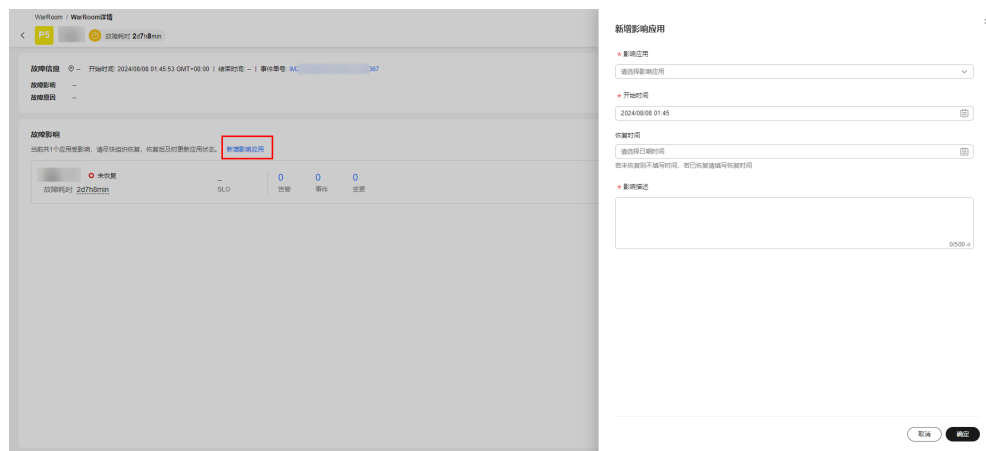 WarRoom / WarRoom详情
P5 故障耗时 2d7h8min
故障信息 -- 开始时间: 2024/08/08 01:45:53 GMT+08:00 | 结束时间: -- | 事件单号: IM2 367
故障影响 --
故障原因 --
故障影响
当前共1个应用受影响，请尽快组织恢复，恢复后及时更新应用状态。 新增影响应用
未恢复
故障耗时 2d7h8min
--
SLO
0
告警
0
事件
0
变更
新增影响应用
* 影响应用
请选择影响应用
* 开始时间
2024/08/08 01:45
恢复时间
请选择日期时间
若未恢复则不填写时间，若已恢复请填写恢复时间
* 影响描述
0/500
取消 确定